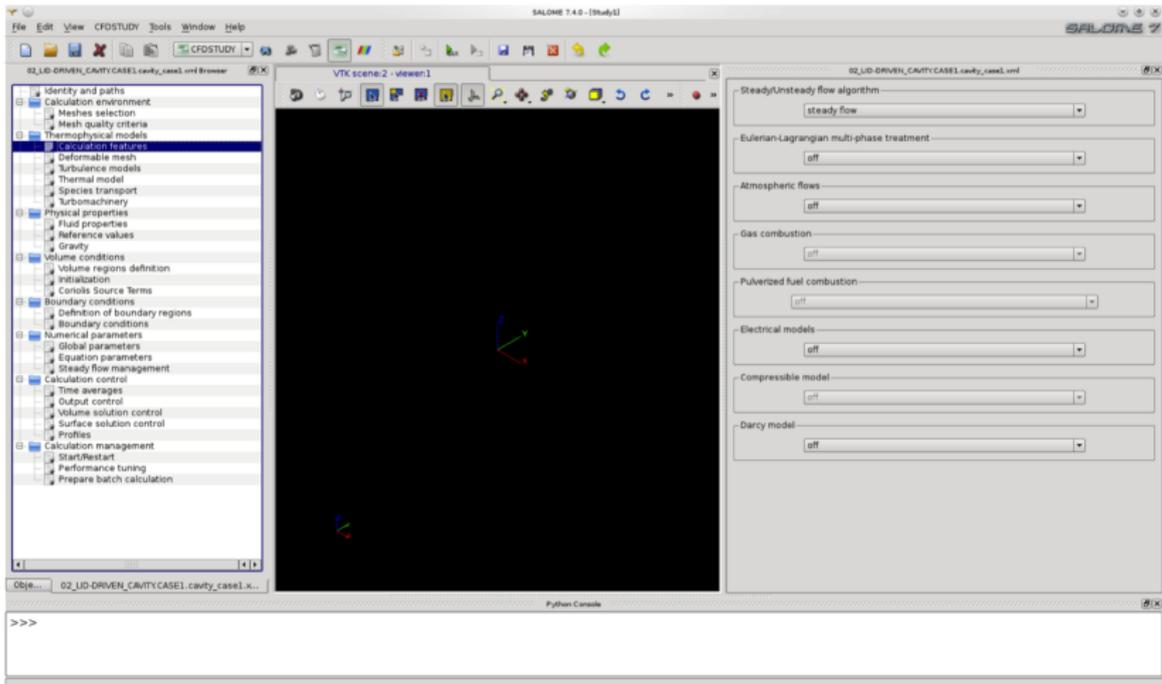 SALOME 7.4.0 - [Study1]
File Edit View CFDSTUDY Tools Window Help
SALOME 7
CFDSTUDY
02_LID-DRIVEN_CAVITY.CASE1.cavity_case1.xml Browser
Identity and paths
Calculation environment
Meshes selection
Mesh quality criteria
Thermophysical models
Calculation features
Deformable mesh
Turbulence models
Thermal model
Species transport
Turbomachinery
Physical properties
Fluid properties
Reference values
Gravity
Volume conditions
Volume regions definition
Initialization
Coriolis Source Terms
Boundary conditions
Definition of boundary regions
Boundary conditions
Numerical parameters
Global parameters
Equation parameters
Steady flow management
Calculation control
Time averages
Output control
Volume solution control
Surface solution control
Profiles
Calculation management
Start/Restart
Performance tuning
Prepare batch calculation
Obje... 02_LID-DRIVEN_CAVITY.CASE1.cavity_case1.x...
VTK scene:2 - viewer:1
Z
Y
X
02_LID-DRIVEN_CAVITY.CASE1.cavity_case1.xml
Steady/Unsteady flow algorithm
steady flow
Eulerian-Lagrangian multi-phase treatment
off
Atmospheric flows
off
Gas combustion
off
Pulverized fuel combustion
off
Electrical models
off
Compressible model
off
Darcy model
off
Python Console
>>>